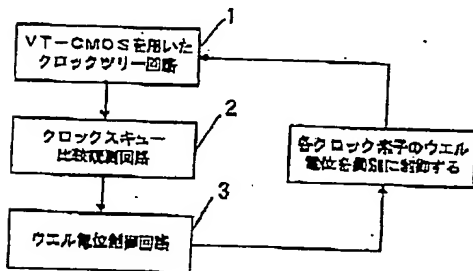 1
VT-CMOSを用いた
クロックツリー回路
2
クロックスキュー
比較観測回路
3
ウエル電位制御回路
各クロック素子のウエル
電位を個別に制御する